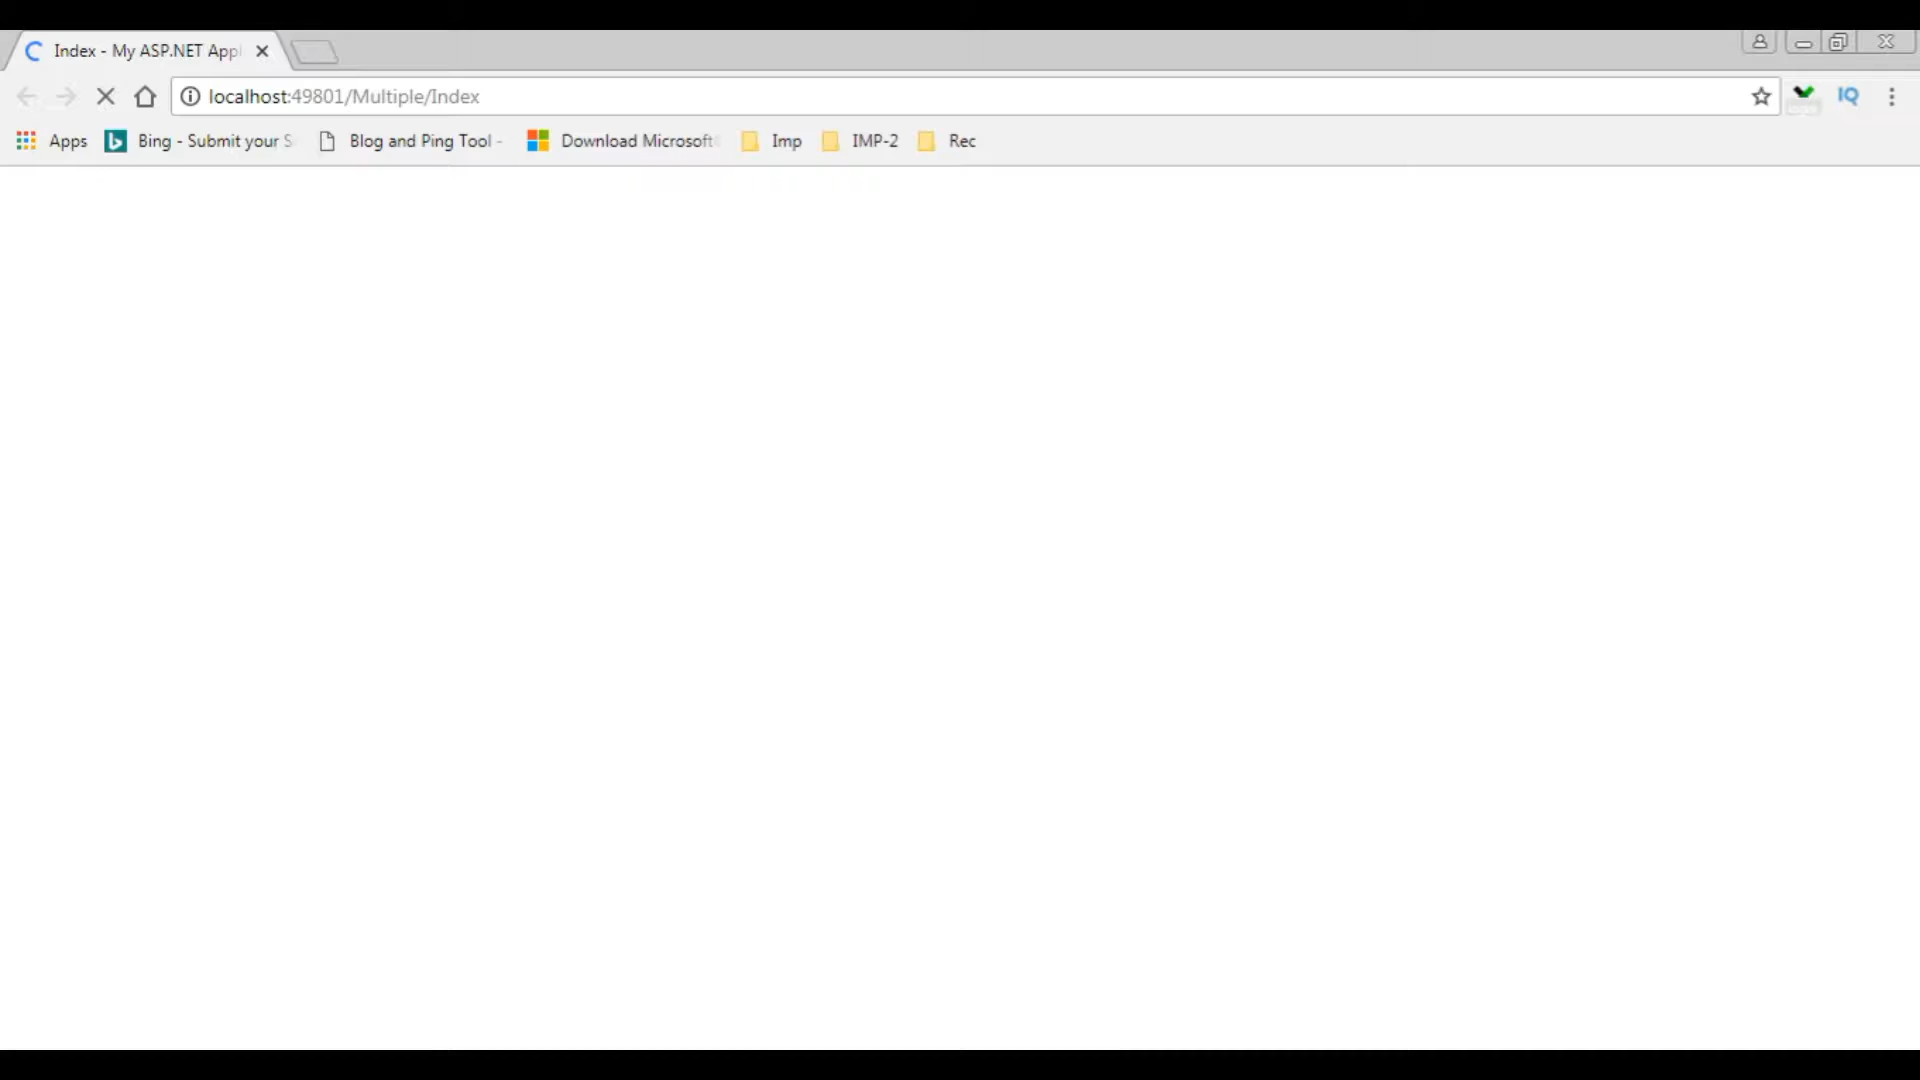 Index - My ASP.NET Appl
localhost:49801/Multiple/Index
IQ
Apps
Bing - Submit your S
Blog and Ping Tool -
Download Microsoft
Imp
IMP-2
Rec